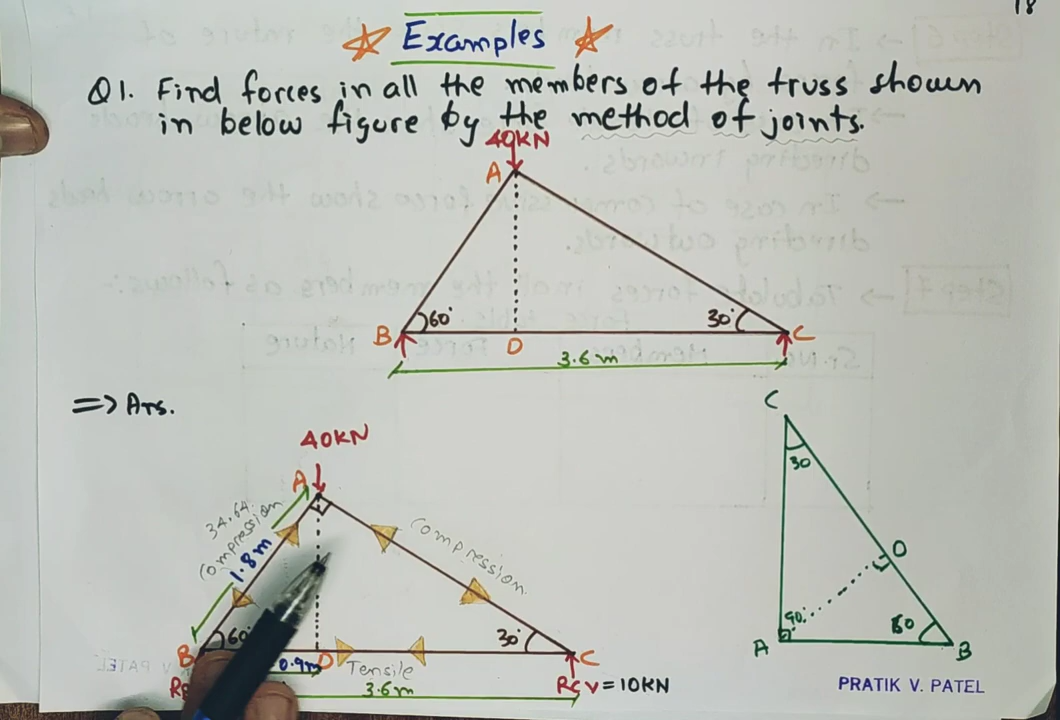 18
Examples
Q1. Find forces in all the members of the truss shown
in below figure by the method of joints.
40KN
A
B
60°
D
30°
C
3.6 m
=> Ans.
40KN
A
34.64
Compression
1.8m
Compression
B
60°
0.9m
D
Tensile
30°
C
3.6 m
RCV = 10KN
C
30
D
90°
60
A
B
PRATIK V. PATEL